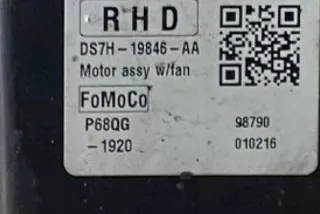 RHD
DS7H-19846-AA
Motor assy w/fan
FoMoCo
P68QG 98790
-1920 010216